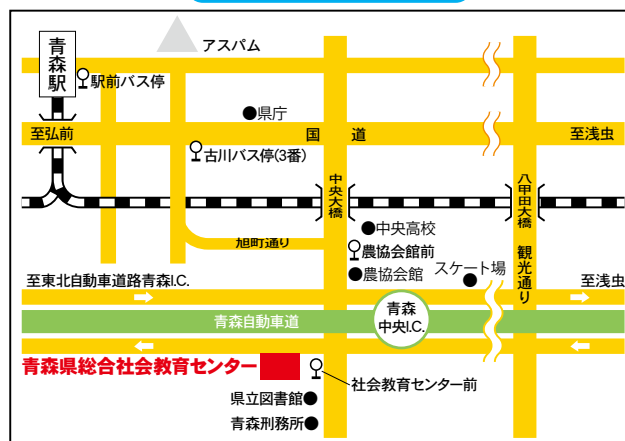 アスパム
青森駅
駅前バス停
県庁
至弘前
国道
至浅虫
古川バス停(3番)
中央大橋
八甲田大橋
中央高校
旭町通り
農協会館前
観光通り
農協会館
スケート場
至東北自動車道路青森I.C.
至浅虫
青森自動車道
青森
中央I.C.
青森県総合社会教育センター
社会教育センター前
県立図書館
青森刑務所